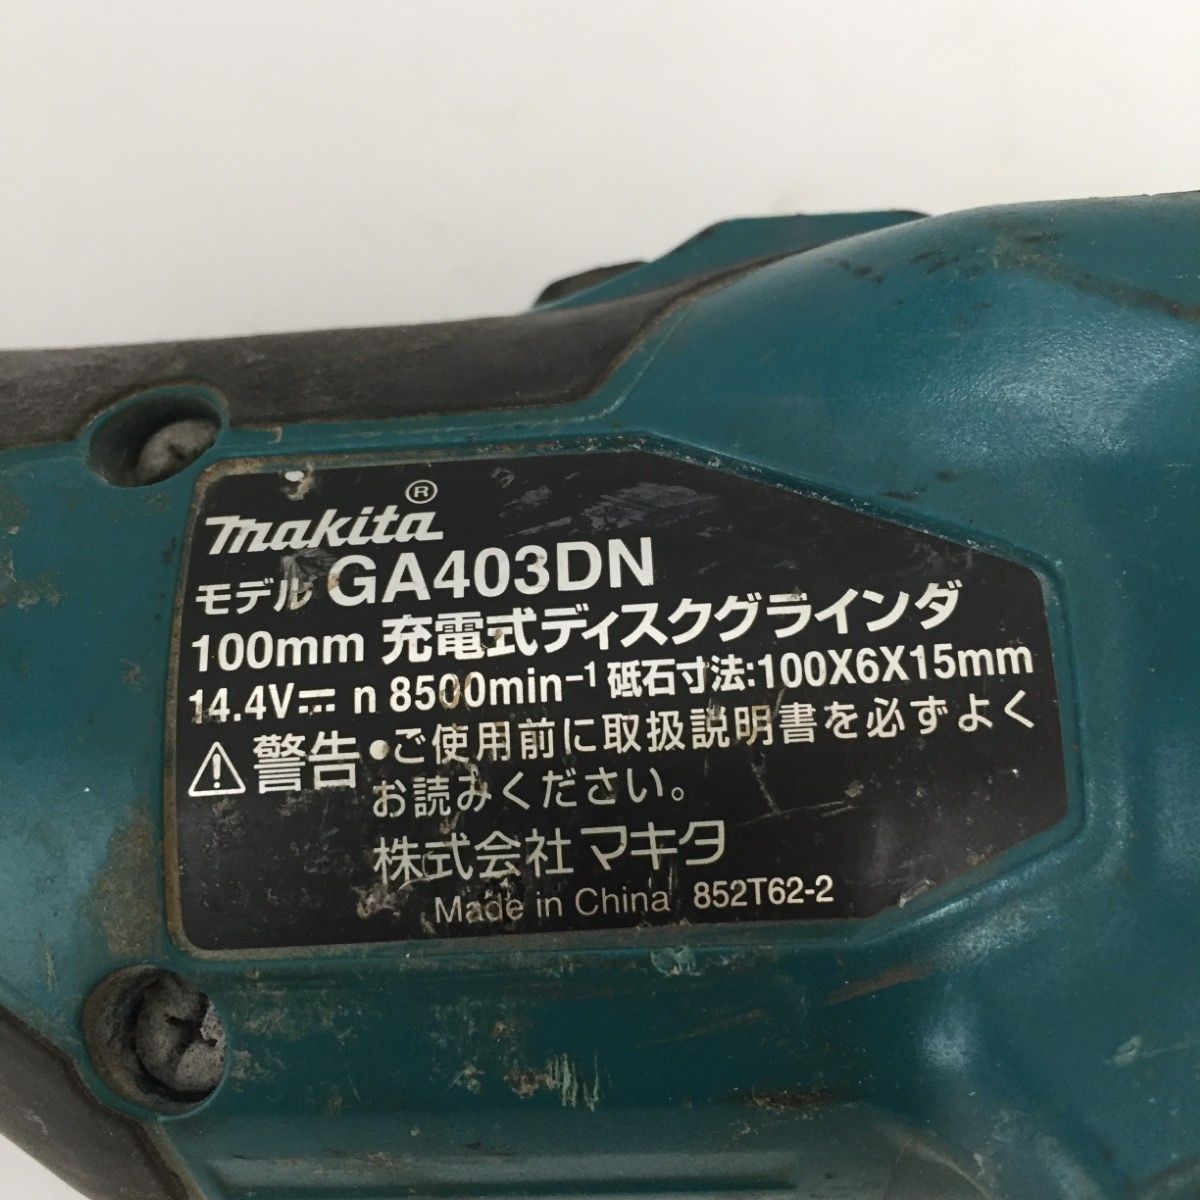 makita®
モデル GA403DN
100mm 充電式ディスクグラインダ
14.4V⎓ n 8500min⁻¹ 砥石寸法:100X6X15mm
⚠警告 •ご使用前に取扱説明書を必ずよく
お読みください。
株式会社マキタ
Made in China 852T62-2